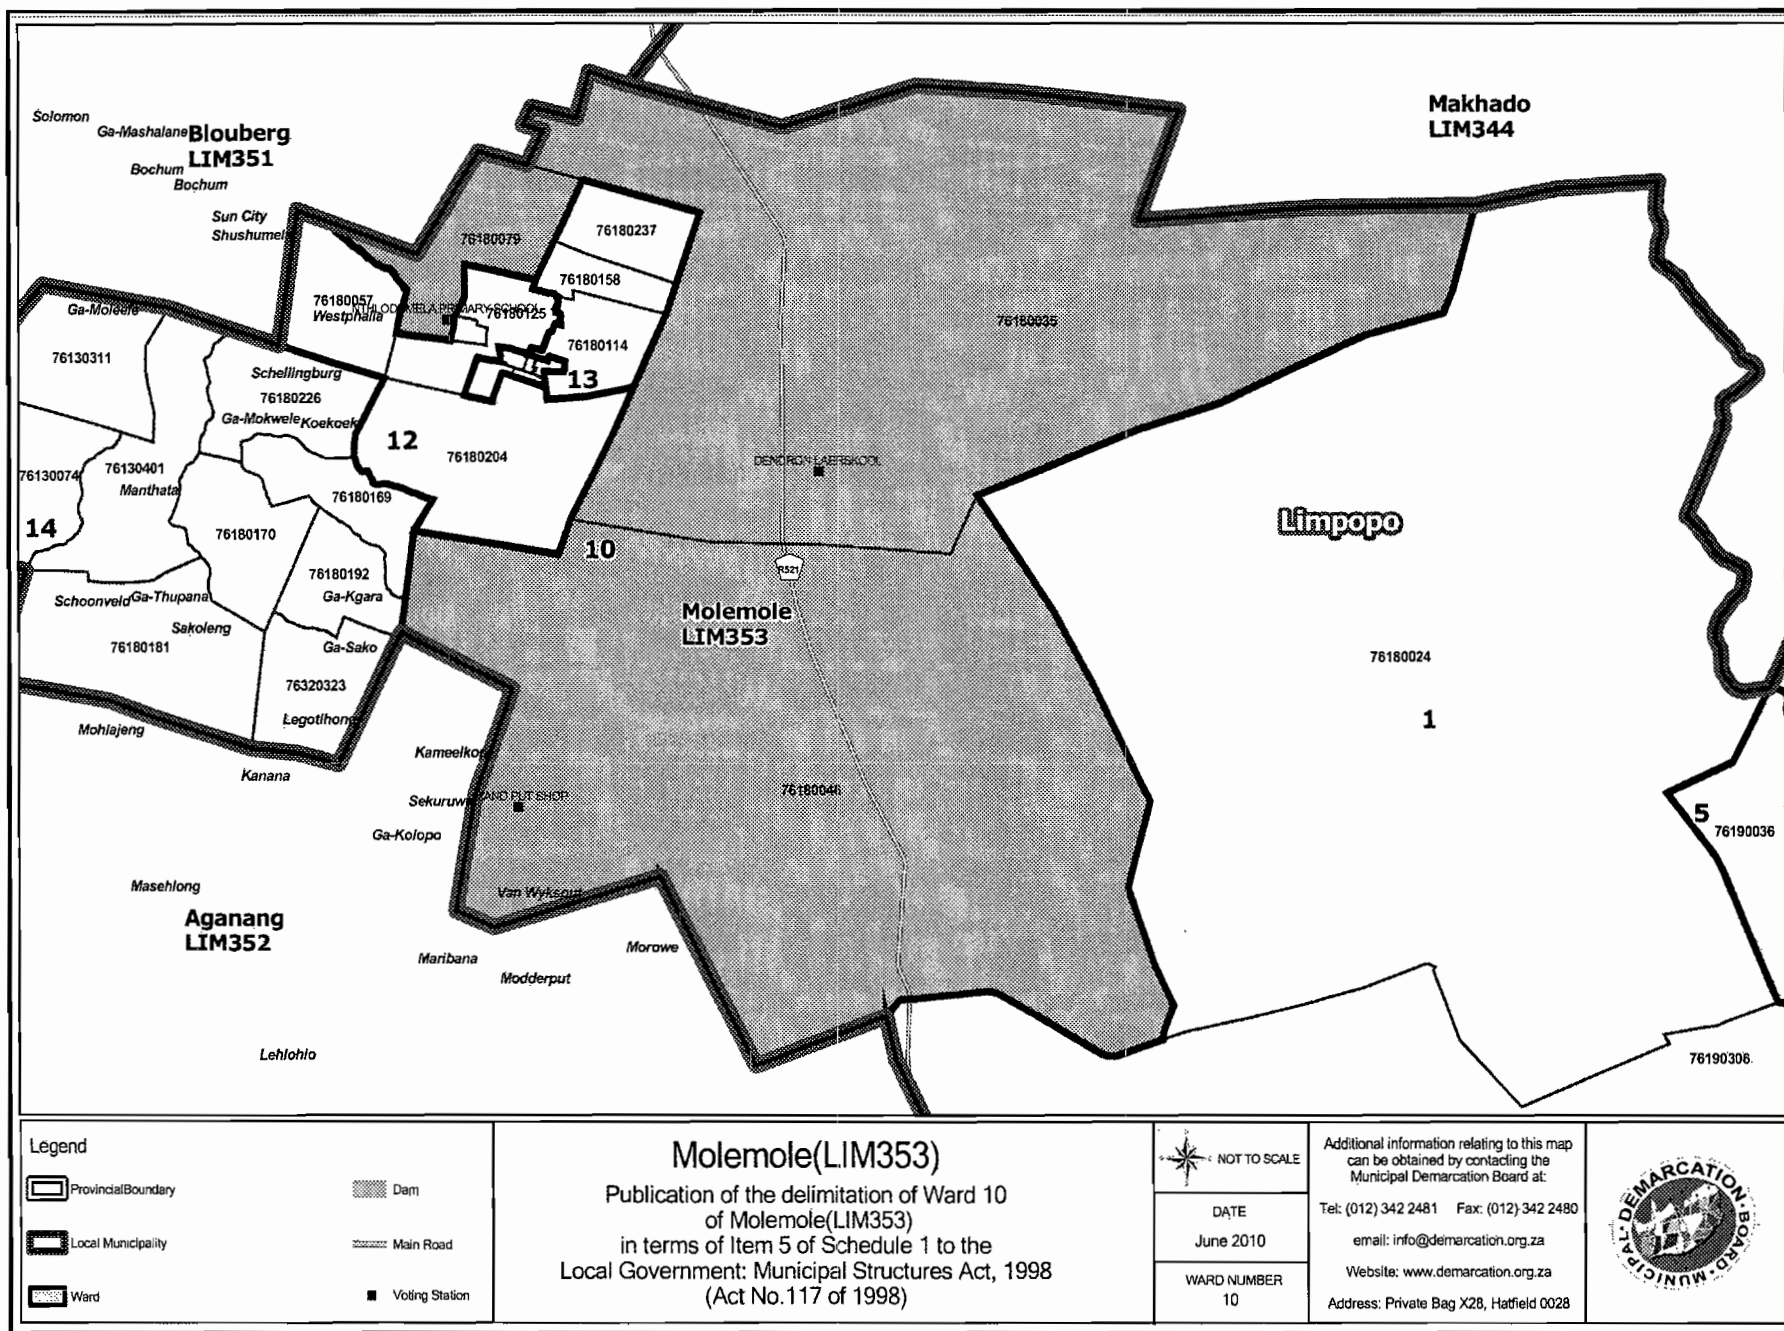 Makhado
LIM344
Solomon
Ga-Mashalane
Blouberg
LIM351
Bochum
Bochum
Sun City
76180079
76180237
76180158
76180057
Westphalia
76180125
76180035
76180114
13
Ga-Moleele
76130311
Schellingburg
76180226
Ga-Mokwele
Koekoek
12
76180204
DENDRON LAERSKOOL
76130074
76130401
Manthata
76180169
14
76180170
10
Limpopo
R521
76180192
Ga-Kgara
Schoonveld
Ga-Thupana
Sakoleng
76180181
Ga-Sako
Molemole
LIM353
76180024
76320323
Legotlhong
1
Mohlajeng
Kanana
76180046
Ga-Kolopo
5
76190036
Masehlong
Aganang
LIM352
Maribana
Modderput
Morowe
Lehlohlo
76190306
Legend
ProvincialBoundary
Local Municipality
Ward
Dam
Main Road
Voting Station
Molemole(LIM353)
Publication of the delimitation of Ward 10
of Molemole(LIM353)
in terms of Item 5 of Schedule 1 to the
Local Government: Municipal Structures Act, 1998
(Act No.117 of 1998)
NOT TO SCALE
DATE
June 2010
WARD NUMBER
10
Additional information relating to this map
can be obtained by contacting the
Municipal Demarcation Board at:
Tel: (012) 342 2481 Fax: (012) 342 2480
email: info@demarcation.org.za
Website: www.demarcation.org.za
Address: Private Bag X28, Hatfield 0028
MUNICIPAL DEMARCATION BOARD